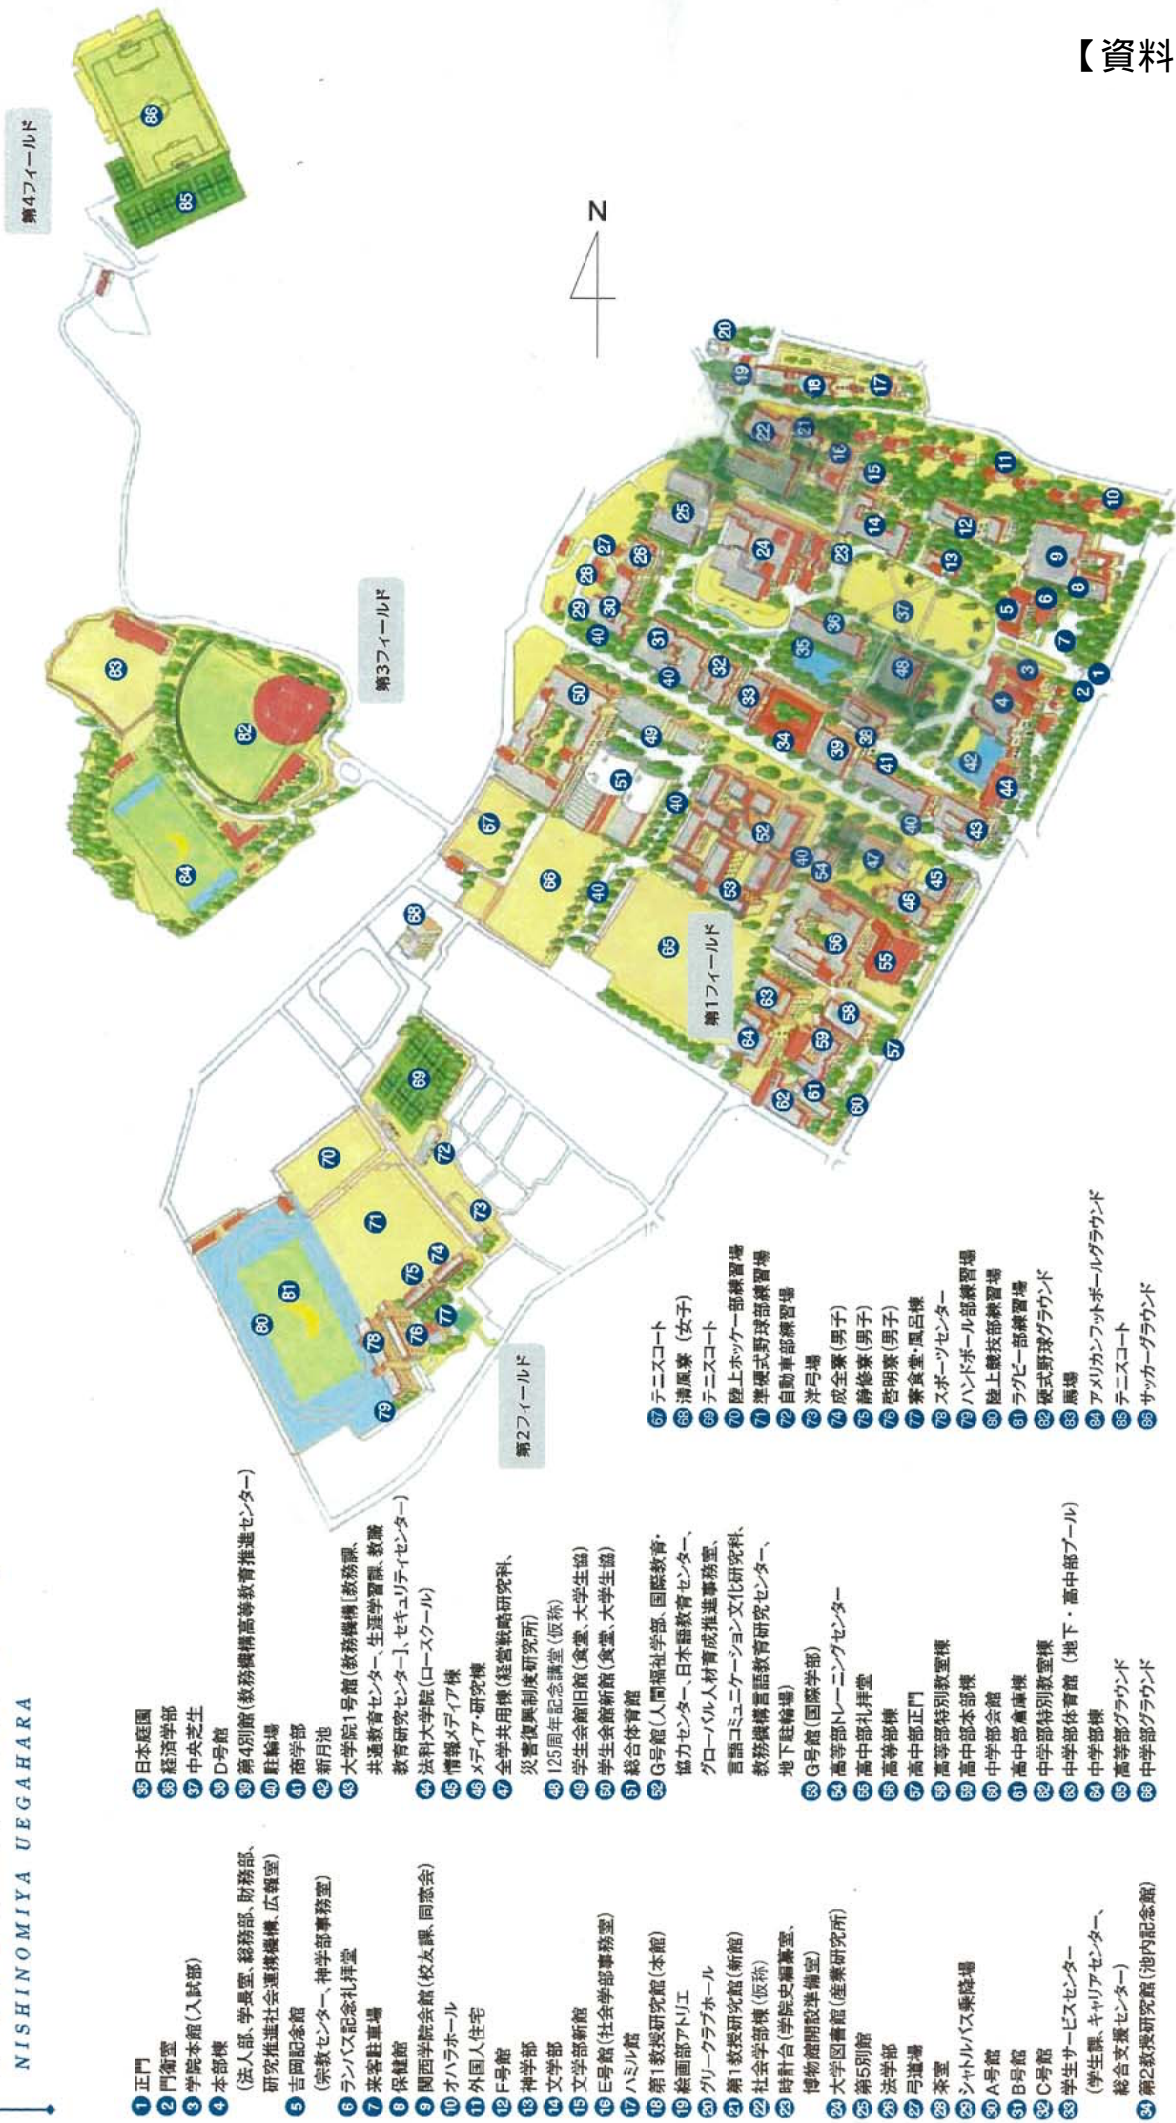 【資料
NISHINOMIYA UEGAHARA
1 正門
2 門衛室
3 学院本館(入試部)
4 本部棟
(法人部、学長室、総務部、財務部、
研究推進社会連携機構、広報室)
5 吉岡記念館
(宗教センター、神学部事務室)
6 ランバス記念礼拝堂
7 来客駐車場
8 保健館
9 関西学院会館(校友課、同窓会)
10 オハラホール
11 外国人住宅
12 F号館
13 神学部
14 文学部
15 文学部新館
16 E号館(社会学部事務室)
17 ハミル館
18 第1教授研究館(本館)
19 絵画部アトリエ
20 グリークラブホール
21 第1教授研究館(新館)
22 社会学部棟(仮称)
23 時計台(学院史編纂室、
博物館開設準備室)
24 大学図書館(産業研究所)
25 第5別館
26 法学部
27 弓道場
28 茶室
29 シャトルバス乗降場
30 A号館
31 B号館
32 C号館
33 学生サービスセンター
(学生課、キャリアセンター、
総合支援センター)
34 第2教授研究館(池内記念館)
35 日本庭園
36 経済学部
37 中央芝生
38 D号館
39 第4別館(教務機構高等教育推進センター)
40 駐輪場
41 商学部
42 新月池
43 大学院1号館(教務機構[教務課、
共通教育センター、生涯学習課、教職
教育研究センター]、セキュリティセンター)
44 法科大学院(ロースクール)
45 情報メディア棟
46 メディア・研究棟
47 全学共用棟(経営戦略研究科、
災害復興制度研究所)
48 125周年記念講堂(仮称)
49 学生会館旧館(食堂、大学生協)
50 学生会館新館(食堂、大学生協)
51 総合体育館
52 G号館(人間福祉学部、国際教育・
協力センター、日本語教育センター、
グローバル人材育成推進事務室、
言語コミュニケーション文化研究科、
教務機構言語教育研究センター、
地下駐輪場)
53 G号館(国際学部)
54 高等部トレーニングセンター
55 高中部礼拝堂
56 高等部棟
57 高中部正門
58 高等部特別教室棟
59 高中部本部棟
60 中学部会館
61 高中部倉庫棟
62 中学部特別教室棟
63 中学部体育館(地下・高中部プール)
64 中学部棟
65 高等部グラウンド
66 中学部グラウンド
67 テニスコート
68 清風寮(女子)
69 テニスコート
70 陸上ホッケー部練習場
71 準硬式野球部練習場
72 自動車部練習場
73 洋弓場
74 成全寮(男子)
75 静修寮(男子)
76 啓明寮(男子)
77 寮食堂・風呂棟
78 スポーツセンター
79 ハンドボール部練習場
80 陸上競技部練習場
81 ラグビー部練習場
82 硬式野球グラウンド
83 馬場
84 アメリカンフットボールグラウンド
85 テニスコート
86 サッカーグラウンド
第1フィールド
第2フィールド
第3フィールド
第4フィールド
N